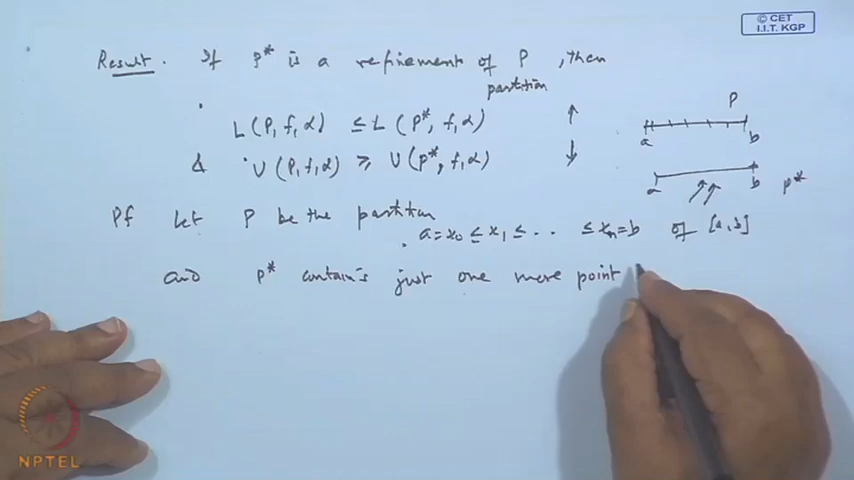 © CET
I.I.T. KGP
Result. If P* is a refinement of P, then
partition
L(P, f, α) ≤ L(P*, f, α)
& U(P, f, α) ≥ U(P*, f, α)
P
a b
a b P*
Pf Let P be the partition
a = x₀ ≤ x₁ ≤ ... ≤ xₙ = b of [a, b]
and P* contains just one more point
NPTEL